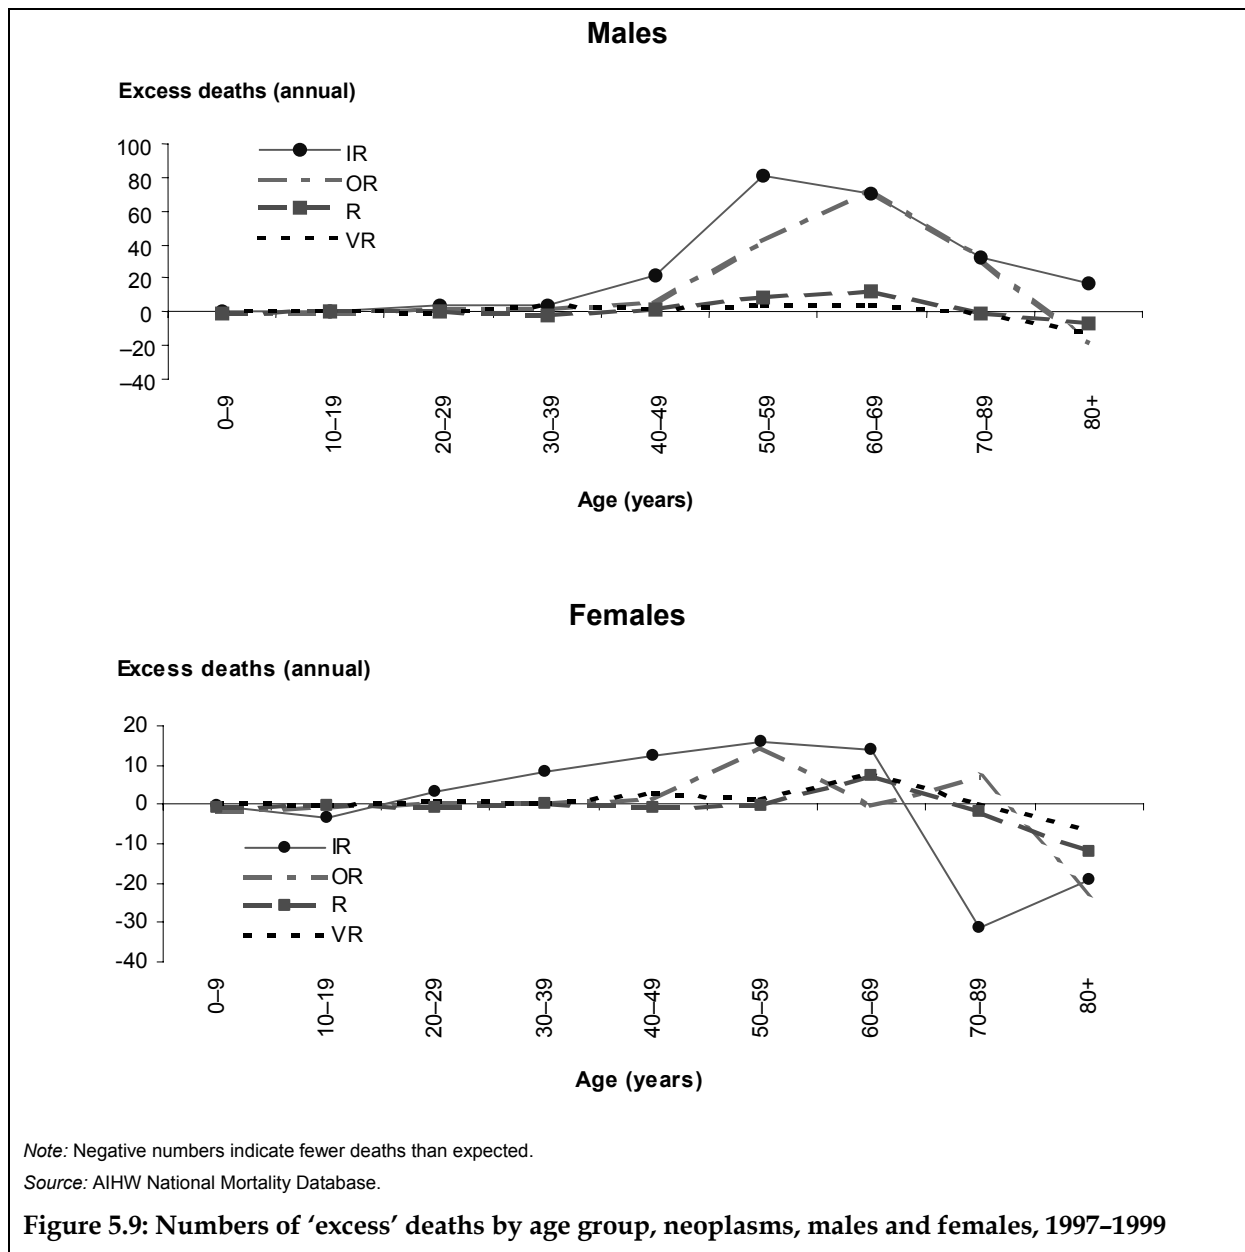 Males
Excess deaths (annual)
100
80
60
40
20
0
–20
–40
IR
OR
R
VR
0–9
10–19
20–29
30–39
40–49
50–59
60–69
70–89
80+
Age (years)
Females
Excess deaths (annual)
20
10
0
-10
-20
-30
-40
IR
OR
R
VR
0–9
10–19
20–29
30–39
40–49
50–59
60–69
70–89
80+
Age (years)
Note: Negative numbers indicate fewer deaths than expected.
Source: AIHW National Mortality Database.
Figure 5.9: Numbers of ‘excess’ deaths by age group, neoplasms, males and females, 1997–1999